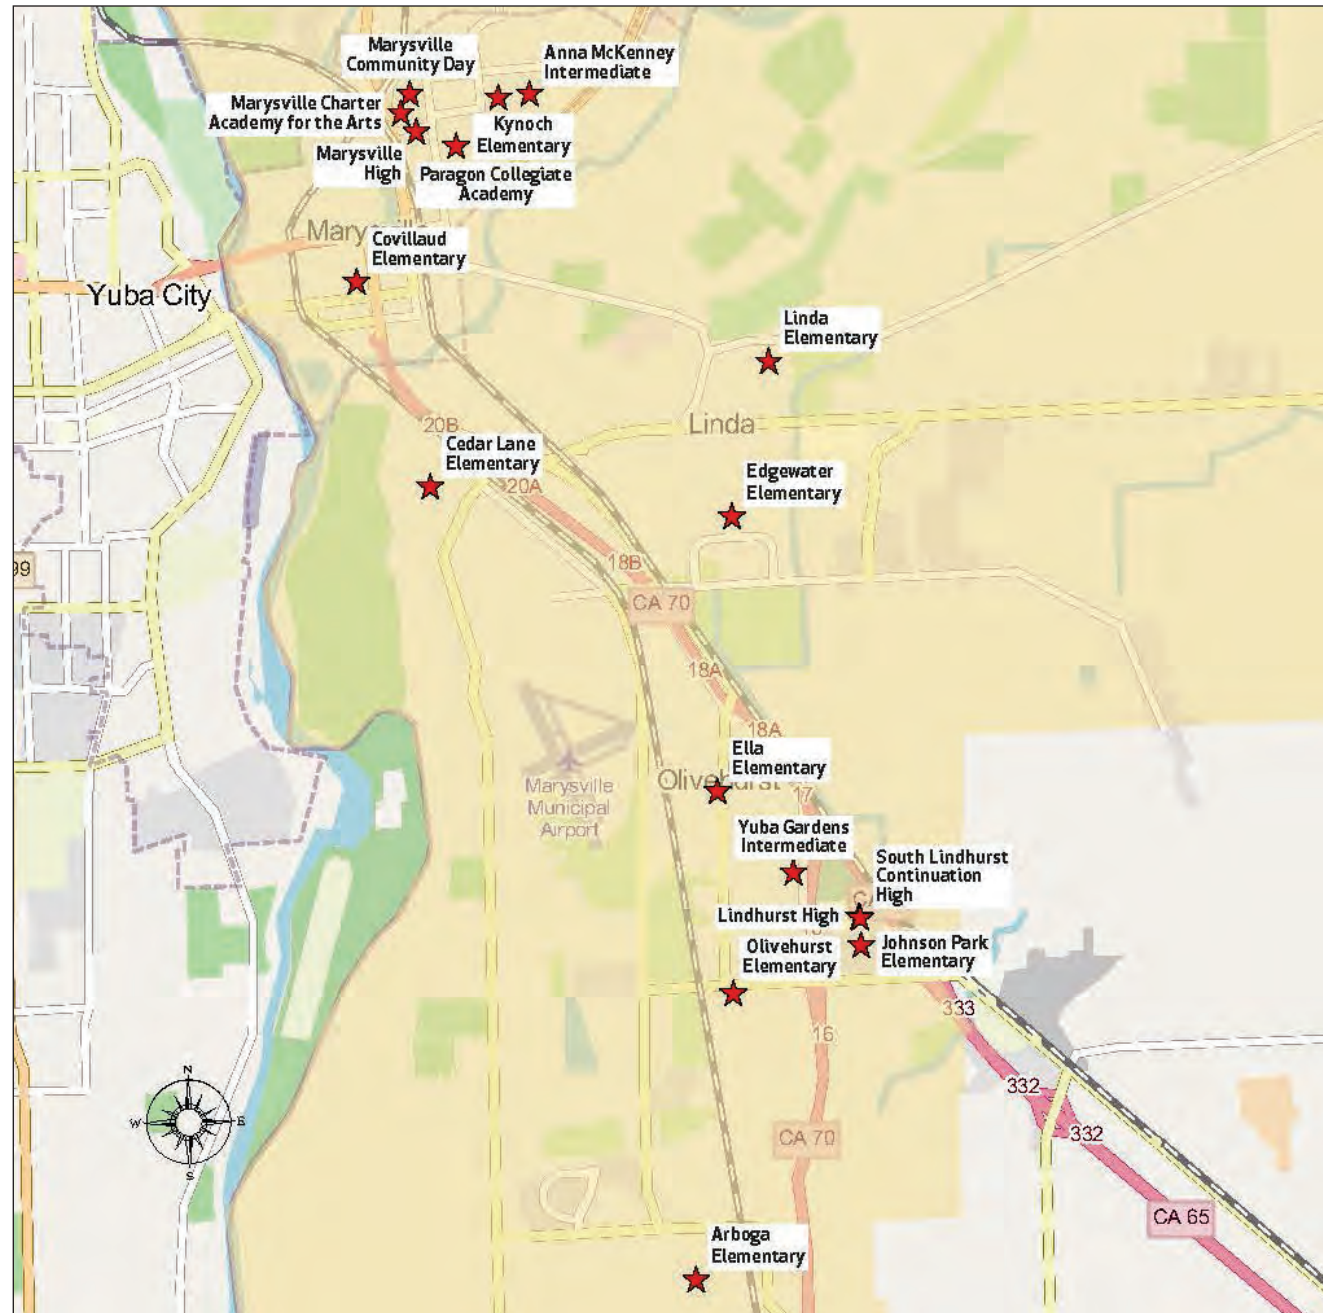 Marysville
Community Day
Anna McKenney
Intermediate
Marysville Charter
Academy for the Arts
Kynoch
Elementary
Marysville
High
Paragon Collegiate
Academy
Covillaud
Elementary
Yuba City
Linda
Elementary
20B
Linda
Cedar Lane
Elementary
20A
Edgewater
Elementary
18B
99
CA 70
18A
18A
Ella
Elementary
Olivehurst
17
Marysville
Municipal
Airport
Yuba Gardens
Intermediate
South Lindhurst
Continuation
High
Lindhurst High
Olivehurst
Elementary
Johnson Park
Elementary
333
16
332
332
N
W
E
S
CA 70
CA 65
Arboga
Elementary